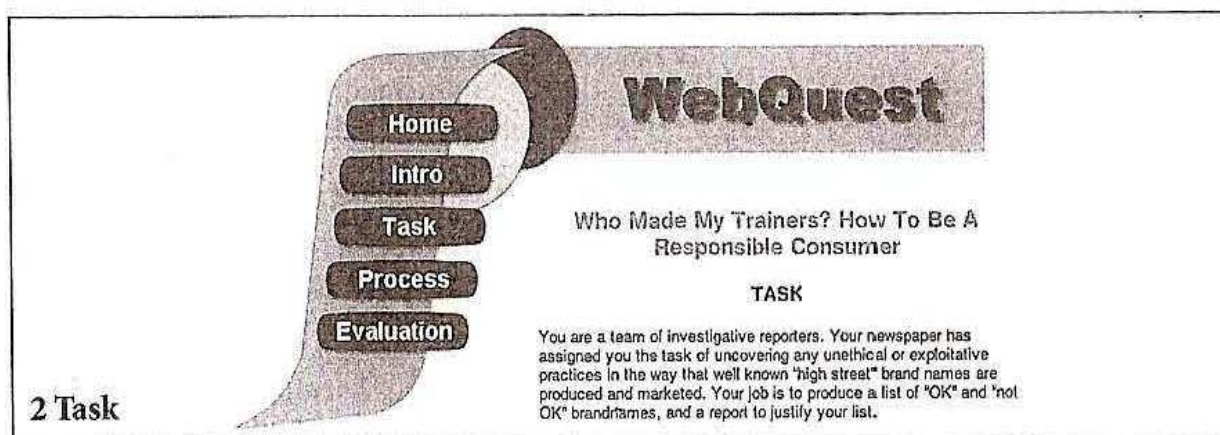 WebQuest
Home
Intro
Task
Process
Evaluation
Who Made My Trainers? How To Be A
Responsible Consumer
TASK
You are a team of investigative reporters. Your newspaper has
assigned you the task of uncovering any unethical or exploitative
practices in the way that well known "high street" brand names are
produced and marketed. Your job is to produce a list of "OK" and "not
OK" brandnames, and a report to justify your list.
2 Task